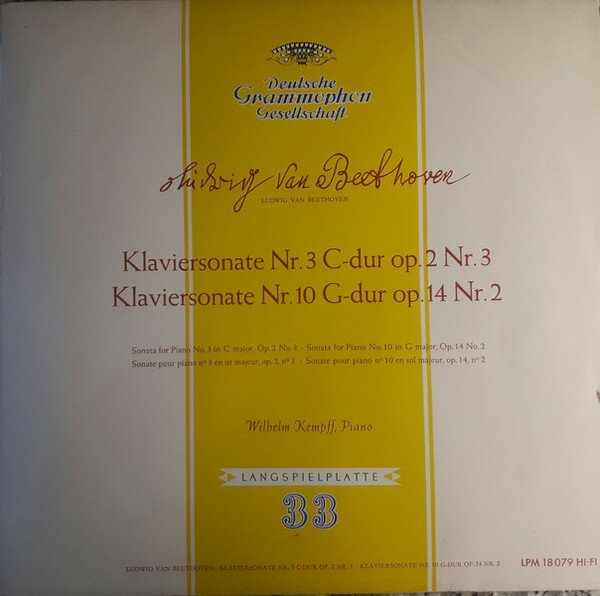 Deutsche
Grammophon
Gesellschaft
Ludwig van Beethoven
LUDWIG VAN BEETHOVEN
Klaviersonate Nr. 3 C-dur op. 2 Nr. 3
Klaviersonate Nr. 10 G-dur op. 14 Nr. 2
Sonata for Piano No. 3 in C major, Op. 2 No. 3 · Sonata for Piano No. 10 in G major, Op. 14 No. 2
Sonate pour piano nº 3 en ut majeur, op. 2, nº 3 · Sonate pour piano nº 10 en sol majeur, op. 14, nº 2
Wilhelm Kempff, Piano
LANGSPIELPLATTE
33
LUDWIG VAN BEETHOVEN: KLAVIERSONATE NR. 3 C-DUR OP. 2 NR. 3 · KLAVIERSONATE NR. 10 G-DUR OP. 14 NR. 2
LPM 18 079 HI-FI